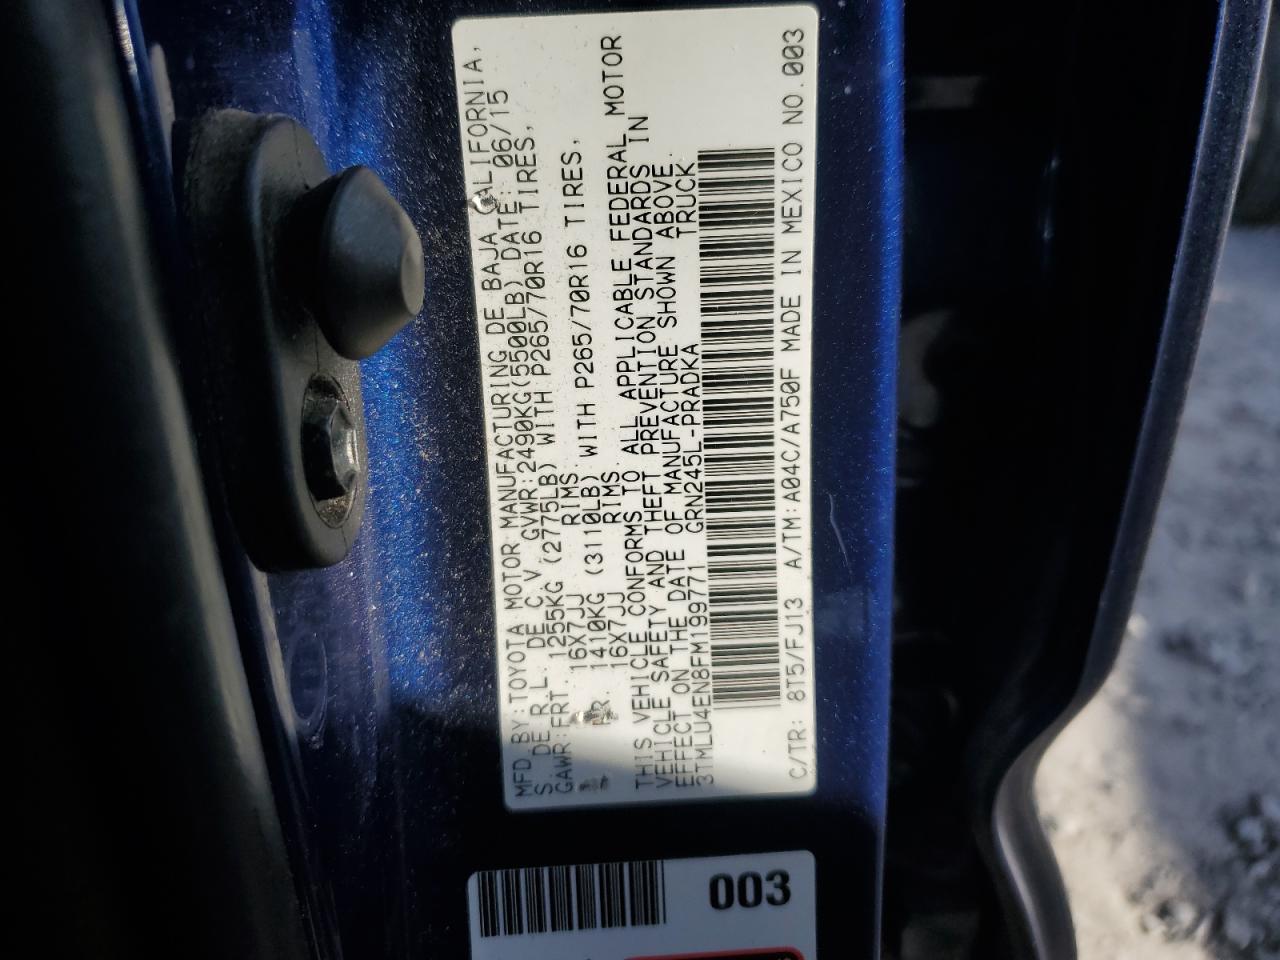 MFD. BY: TOYOTA MOTOR MANUFACTURING DE BAJA CALIFORNIA,
S. DE R. L. DE C. V. GVWR: 2490KG(5500LB) DATE: 06/15
GAWR: FRT. 1255KG (2775LB) WITH P265/70R16 TIRES,
16X7JJ RIMS
RR. 1410KG (3110LB) WITH P265/70R16 TIRES,
16X7JJ RIMS.
THIS VEHICLE CONFORMS TO ALL APPLICABLE FEDERAL MOTOR
VEHICLE SAFETY AND THEFT PREVENTION STANDARDS IN
EFFECT ON THE DATE OF MANUFACTURE SHOWN ABOVE.
3TMLU4EN8FM199771 GRN245L-PRADKA TRUCK
C/TR: 8T5/FJ13 A/TM: A04C/A750F MADE IN MEXICO NO. 003
003